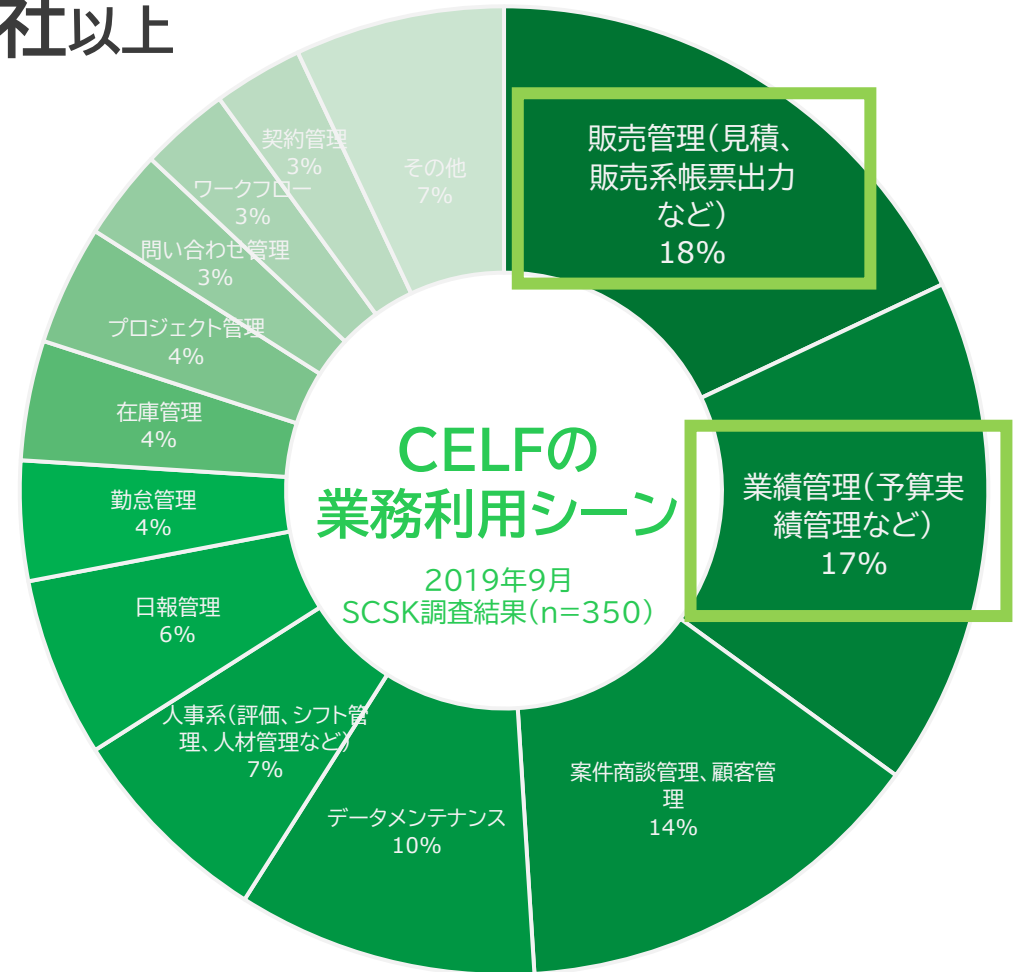 社以上
販売管理(見積、
販売系帳票出力
など)
18%
業績管理(予算実
績管理など)
17%
案件商談管理、顧客管
理
14%
データメンテナンス
10%
人事系(評価、シフト管
理、人材管理など)
7%
日報管理
6%
勤怠管理
4%
在庫管理
4%
プロジェクト管理
4%
問い合わせ管理
3%
ワークフロー
3%
契約管理
3%
その他
7%
CELFの
業務利用シーン
2019年9月
SCSK調査結果(n=350)